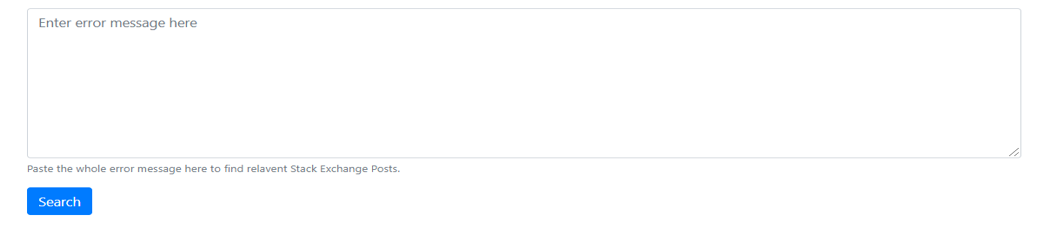 Enter error message here
Paste the whole error message here to find relavent Stack Exchange Posts.
Search